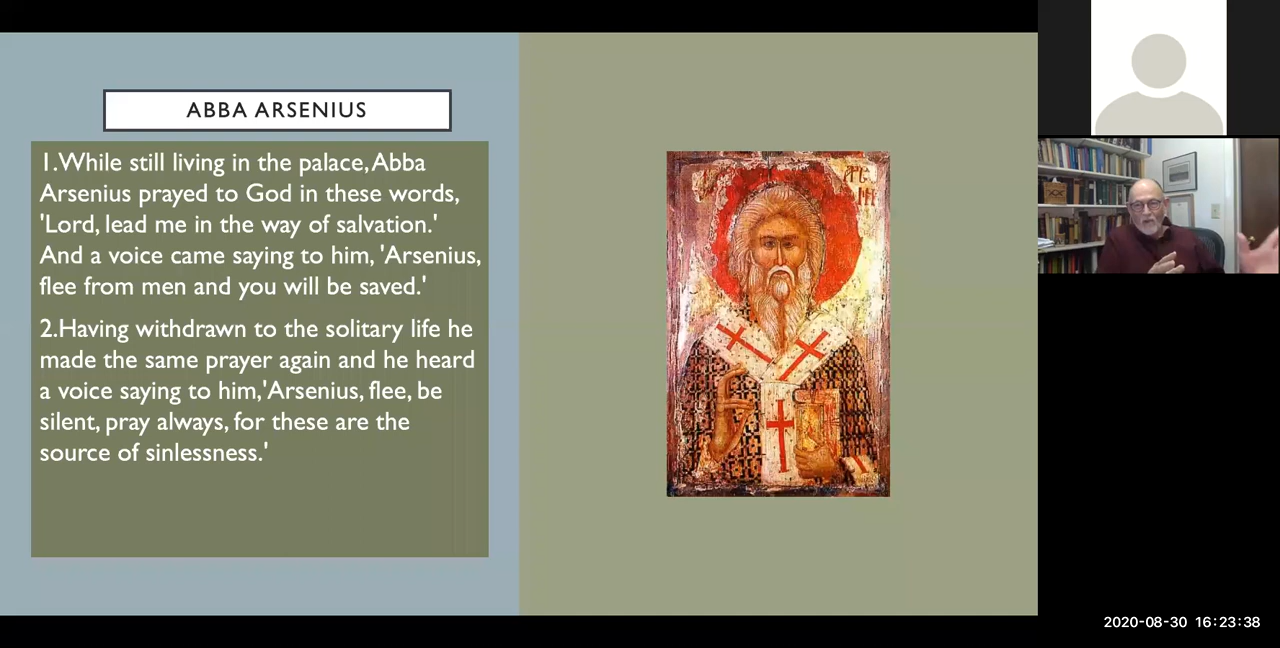 ABBA ARSENIUS
1.While still living in the palace, Abba
Arsenius prayed to God in these words,
'Lord, lead me in the way of salvation.'
And a voice came saying to him, 'Arsenius,
flee from men and you will be saved.'
2.Having withdrawn to the solitary life he
made the same prayer again and he heard
a voice saying to him,'Arsenius, flee, be
silent, pray always, for these are the
source of sinlessness.'
2020-08-30 16:23:38